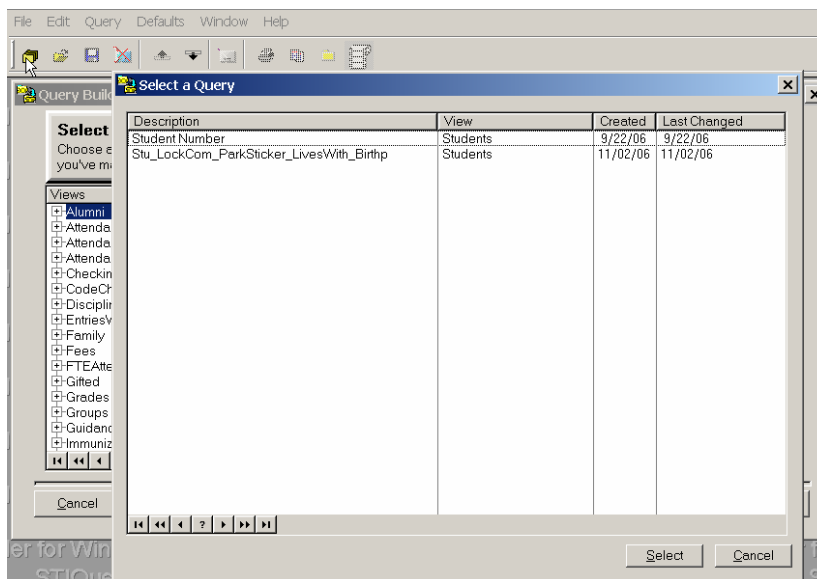 File Edit Query Defaults Window Help
Query Build
Select a Query
Select
Choose
you've m
Views
Alumni
Attenda
Attenda
Attenda
Checkin
CodeCh
Disciplin
EntriesV
Family
Fees
FTEAtte
Gifted
Grades
Groups
Guidanc
Immuniz
Cancel
Description View Created Last Changed
Student Number Students 9/22/06 9/22/06
Stu_LockCom_ParkSticker_LivesWith_Birthp Students 11/02/06 11/02/06
?
Select Cancel
er for Win
STIQue